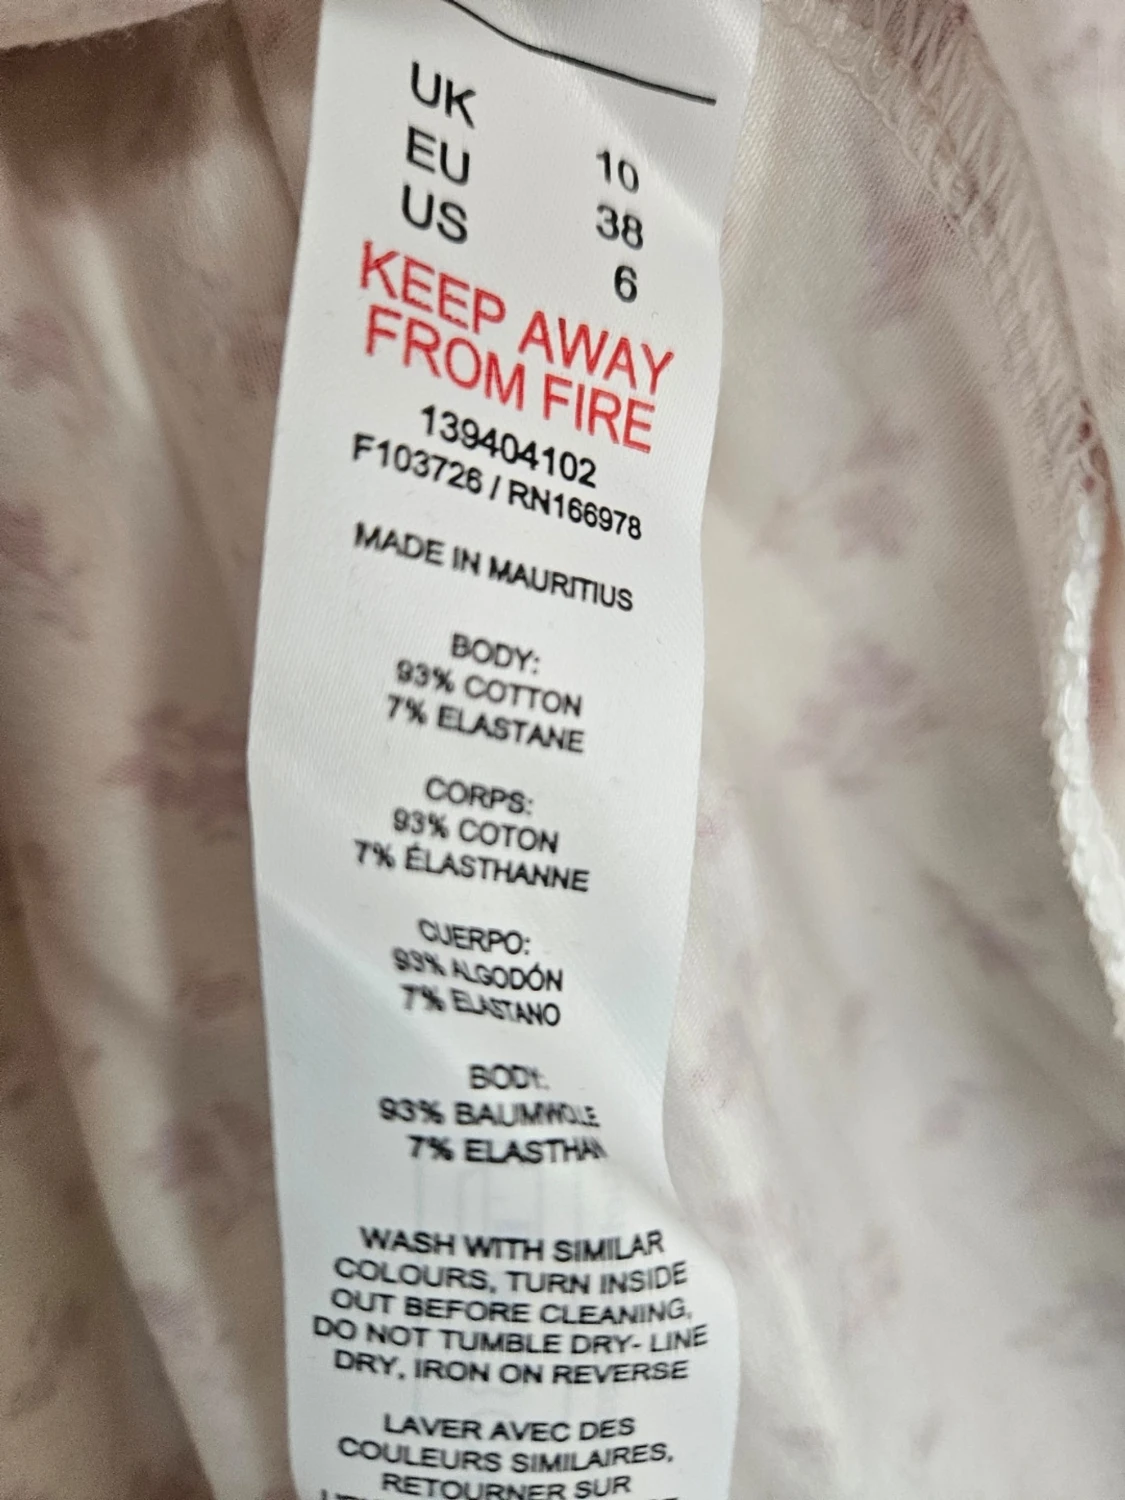 UK 10
EU 38
US 6
KEEP AWAY
FROM FIRE
139404102
F103726 / RN166978
MADE IN MAURITIUS
BODY:
93% COTTON
7% ELASTANE
CORPS:
93% COTON
7% ÉLASTHANNE
CUERPO:
93% ALGODÓN
7% ELASTANO
BODY:
93% BAUMWOLLE
7% ELASTHAN
WASH WITH SIMILAR
COLOURS, TURN INSIDE
OUT BEFORE CLEANING,
DO NOT TUMBLE DRY- LINE
DRY, IRON ON REVERSE
LAVER AVEC DES
COULEURS SIMILAIRES,
RETOURNER SUR